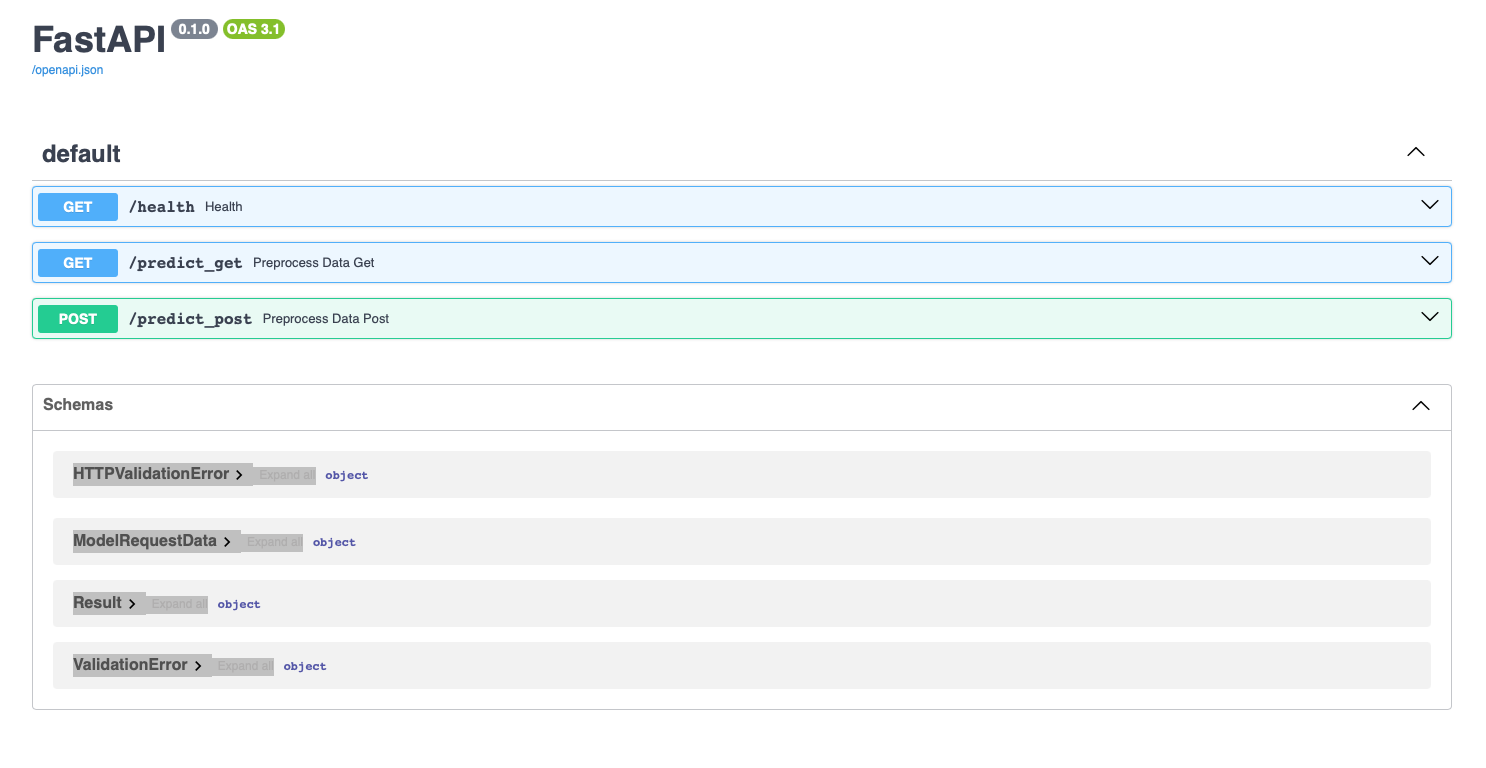 FastAPI 0.1.0 OAS 3.1
/openapi.json
default
GET /health Health
GET /predict_get Preprocess Data Get
POST /predict_post Preprocess Data Post
Schemas
HTTPValidationError Expand all object
ModelRequestData Expand all object
Result Expand all object
ValidationError Expand all object